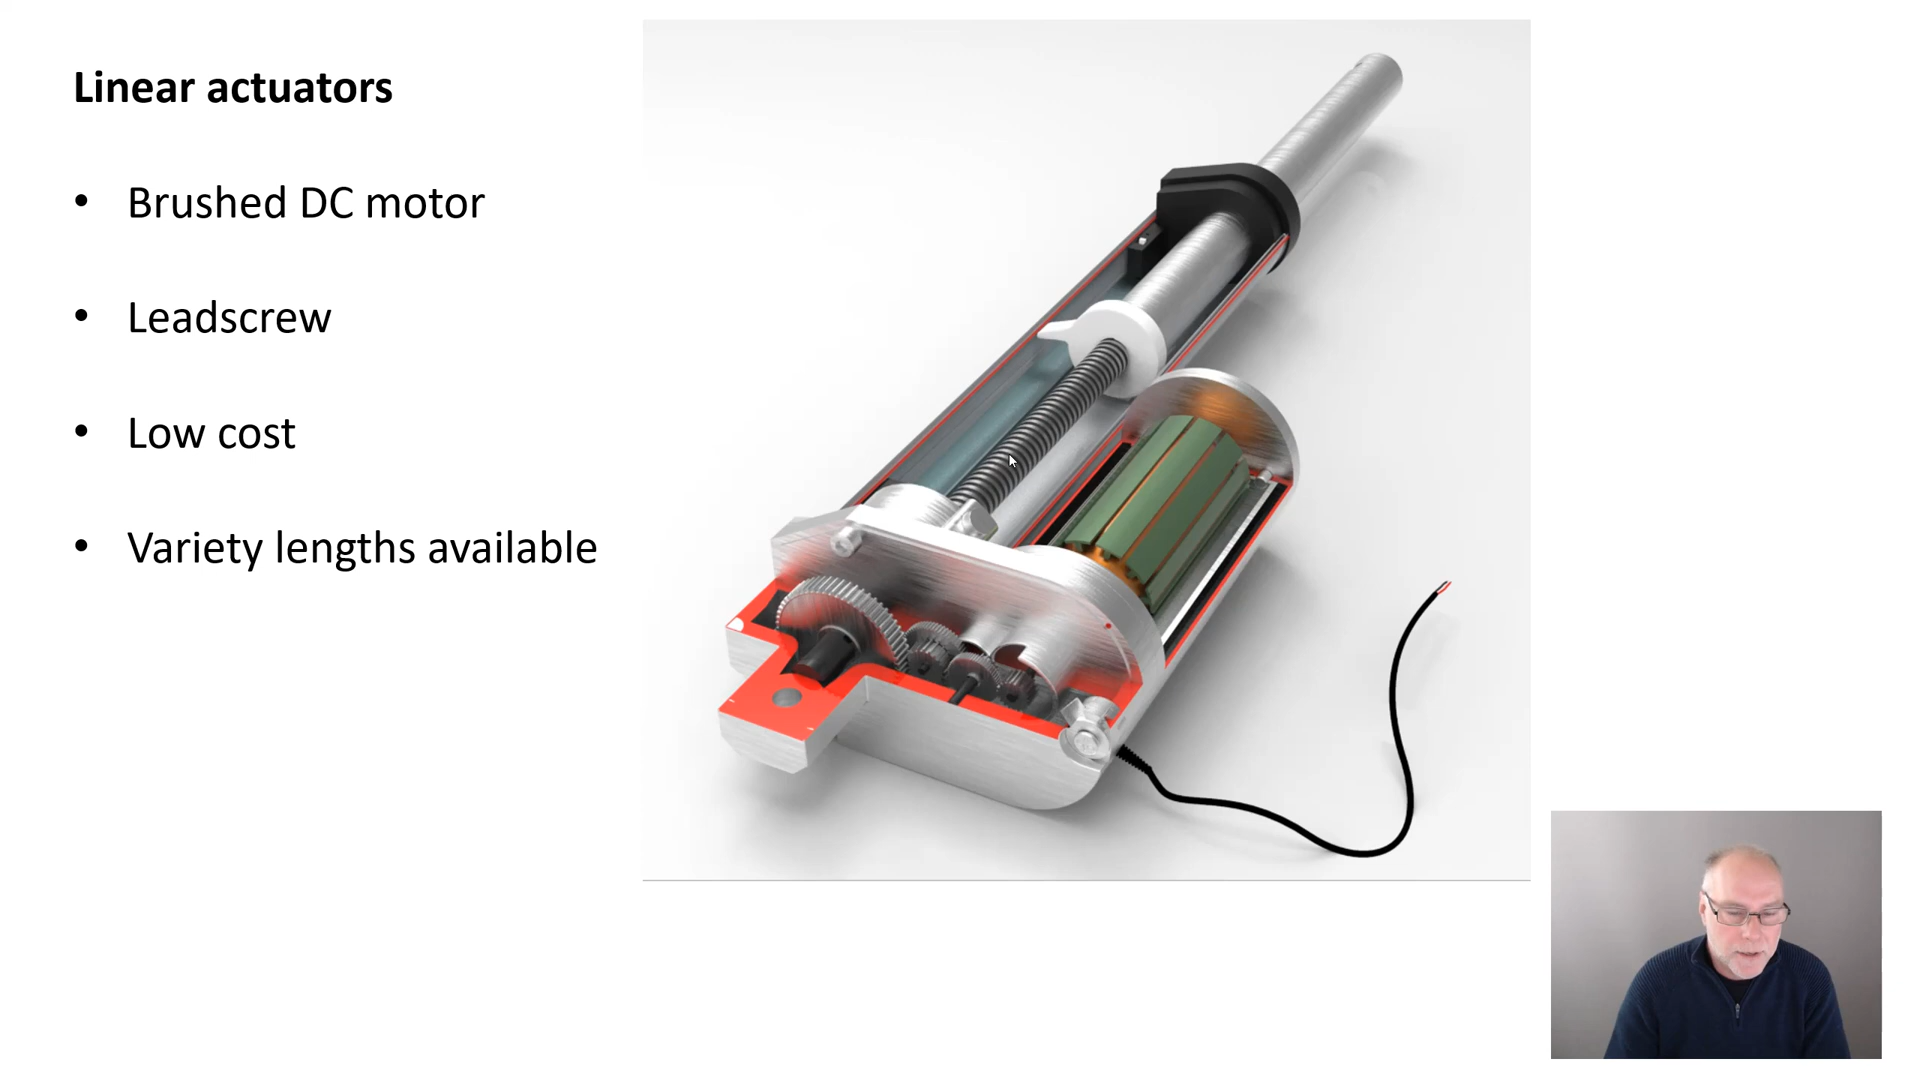 Linear actuators
• Brushed DC motor
• Leadscrew
• Low cost
• Variety lengths available